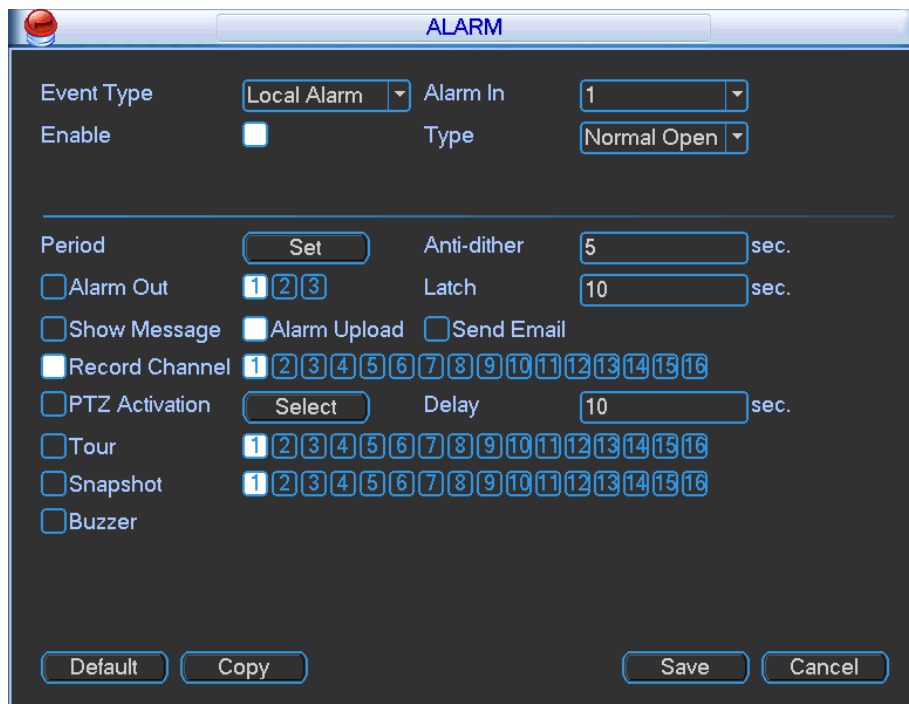 ALARM
Event Type Local Alarm Alarm In 1
Enable Type Normal Open
Period Set Anti-dither 5 sec.
Alarm Out 1 2 3 Latch 10 sec.
Show Message Alarm Upload Send Email
Record Channel 1 2 3 4 5 6 7 8 9 10 11 12 13 14 15 16
PTZ Activation Select Delay 10 sec.
Tour 1 2 3 4 5 6 7 8 9 10 11 12 13 14 15 16
Snapshot 1 2 3 4 5 6 7 8 9 10 11 12 13 14 15 16
Buzzer
Default Copy Save Cancel